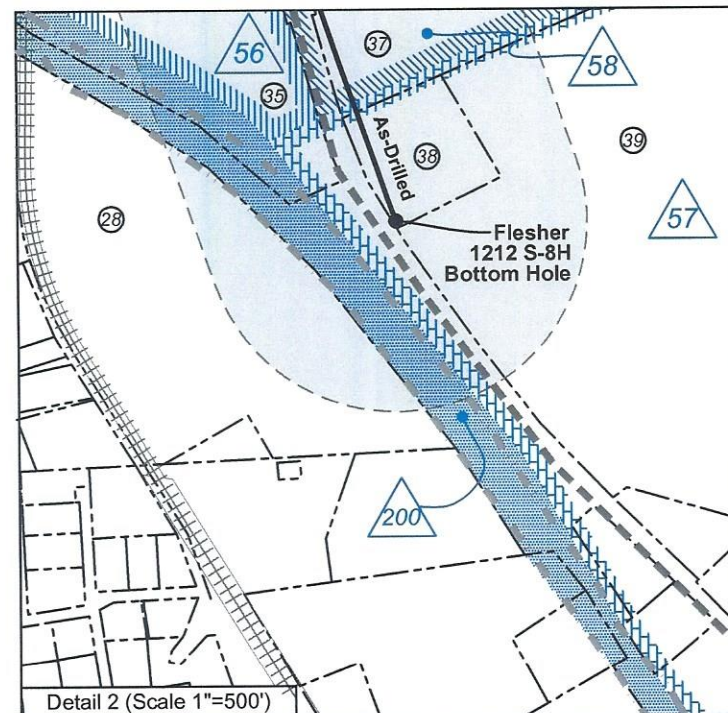 56
37
58
35
38
39
As-Drilled
28
57
Flesher
1212 S-8H
Bottom Hole
200
Detail 2 (Scale 1"=500')